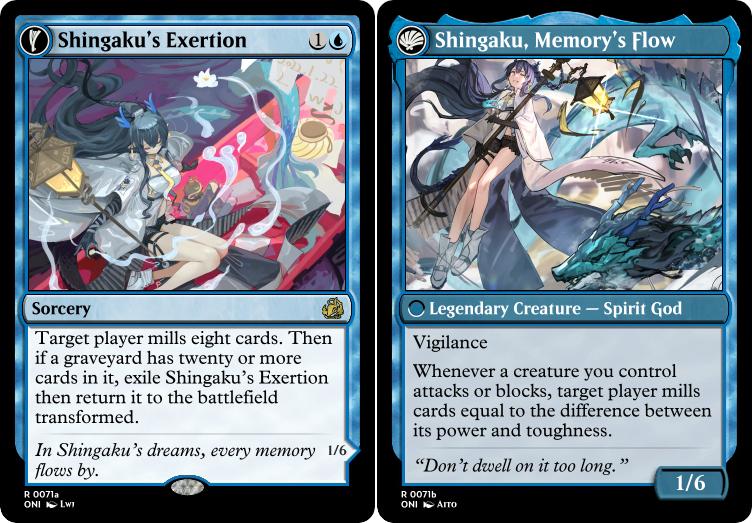 Shingaku's Exertion
1
Sorcery
Target player mills eight cards. Then
if a graveyard has twenty or more
cards in it, exile Shingaku's Exertion
then return it to the battlefield
transformed.
In Shingaku's dreams, every memory
flows by.
1/6
R 0071a
ONI Lwj
Shingaku, Memory's Flow
Legendary Creature — Spirit God
Vigilance
Whenever a creature you control
attacks or blocks, target player mills
cards equal to the difference between
its power and toughness.
"Don't dwell on it too long."
1/6
R 0071b
ONI Aito